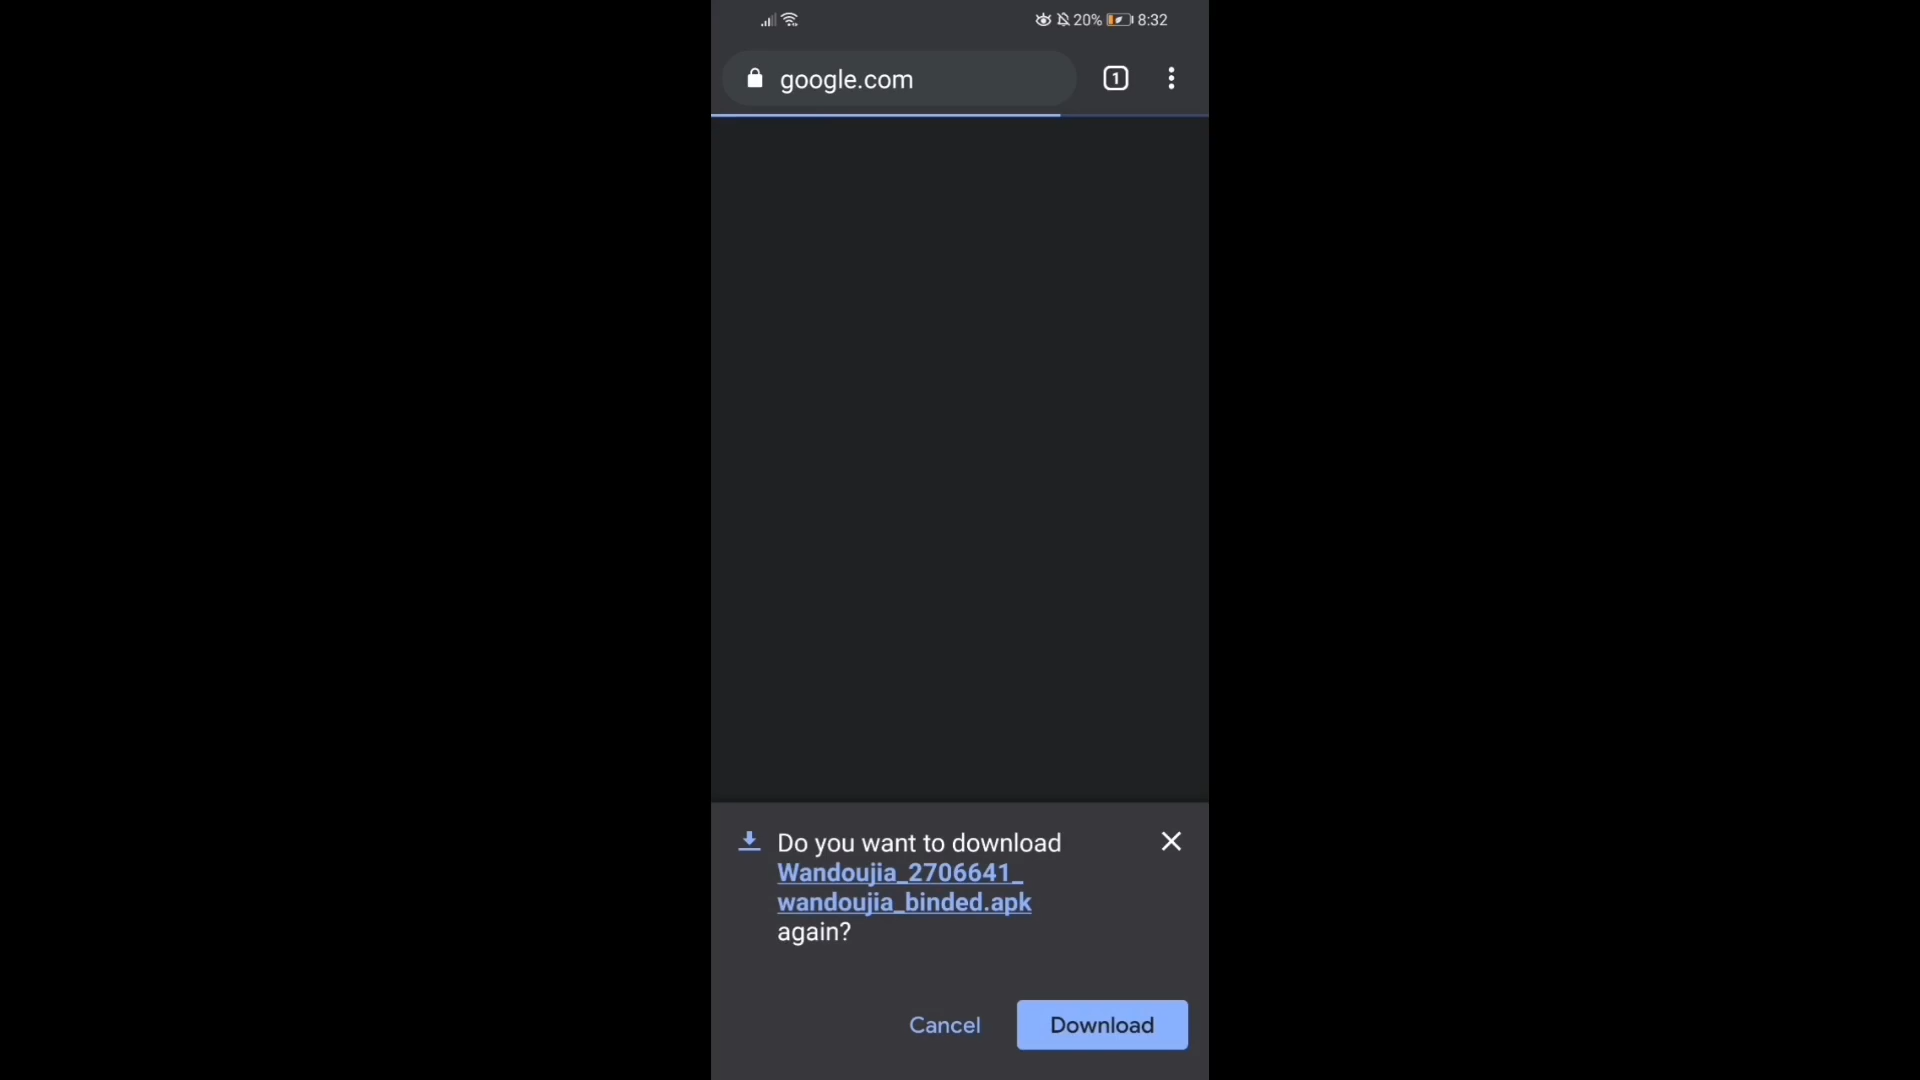 20% 8:32
google.com 1
Do you want to download
Wandoujia_2706641_
wandoujia_binded.apk
again?
Cancel Download